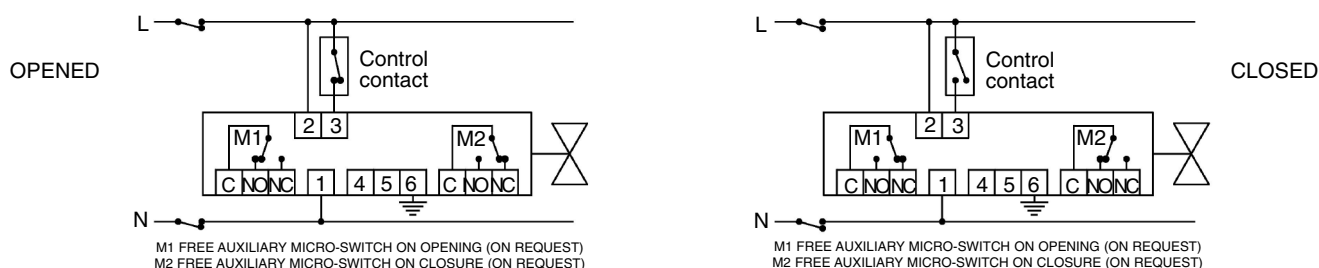 L
Control
contact
OPENED
2 3
M1
M2
C NO NC
1
4 5 6
C NO NC
N
M1 FREE AUXILIARY MICRO-SWITCH ON OPENING (ON REQUEST)
M2 FREE AUXILIARY MICRO-SWITCH ON CLOSURE (ON REQUEST)
L
Control
contact
CLOSED
2 3
M1
M2
C NO NC
1
4 5 6
C NO NC
N
M1 FREE AUXILIARY MICRO-SWITCH ON OPENING (ON REQUEST)
M2 FREE AUXILIARY MICRO-SWITCH ON CLOSURE (ON REQUEST)